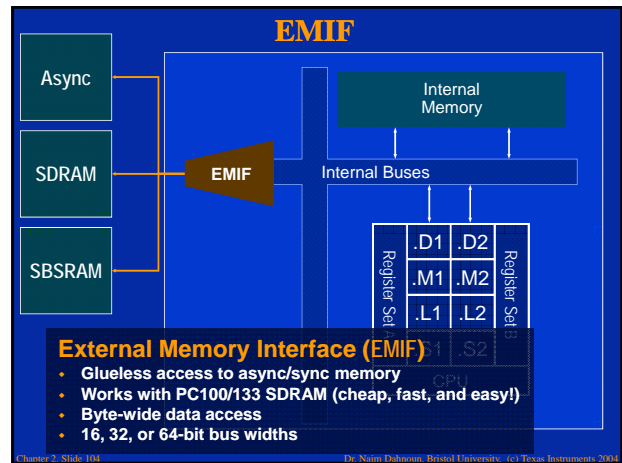 EMIF
Async
SDRAM
SBSRAM
EMIF
Internal
Memory
Internal Buses
Register Set A
.D1 .D2
.M1 .M2
.L1 .L2
.S1 .S2
Register Set B
CPU
External Memory Interface (EMIF)
Glueless access to async/sync memory
Works with PC100/133 SDRAM (cheap, fast, and easy!)
Byte-wide data access
16, 32, or 64-bit bus widths
Chapter 2, Slide 104
Dr. Naim Dahnoun, Bristol University, (c) Texas Instruments 2004